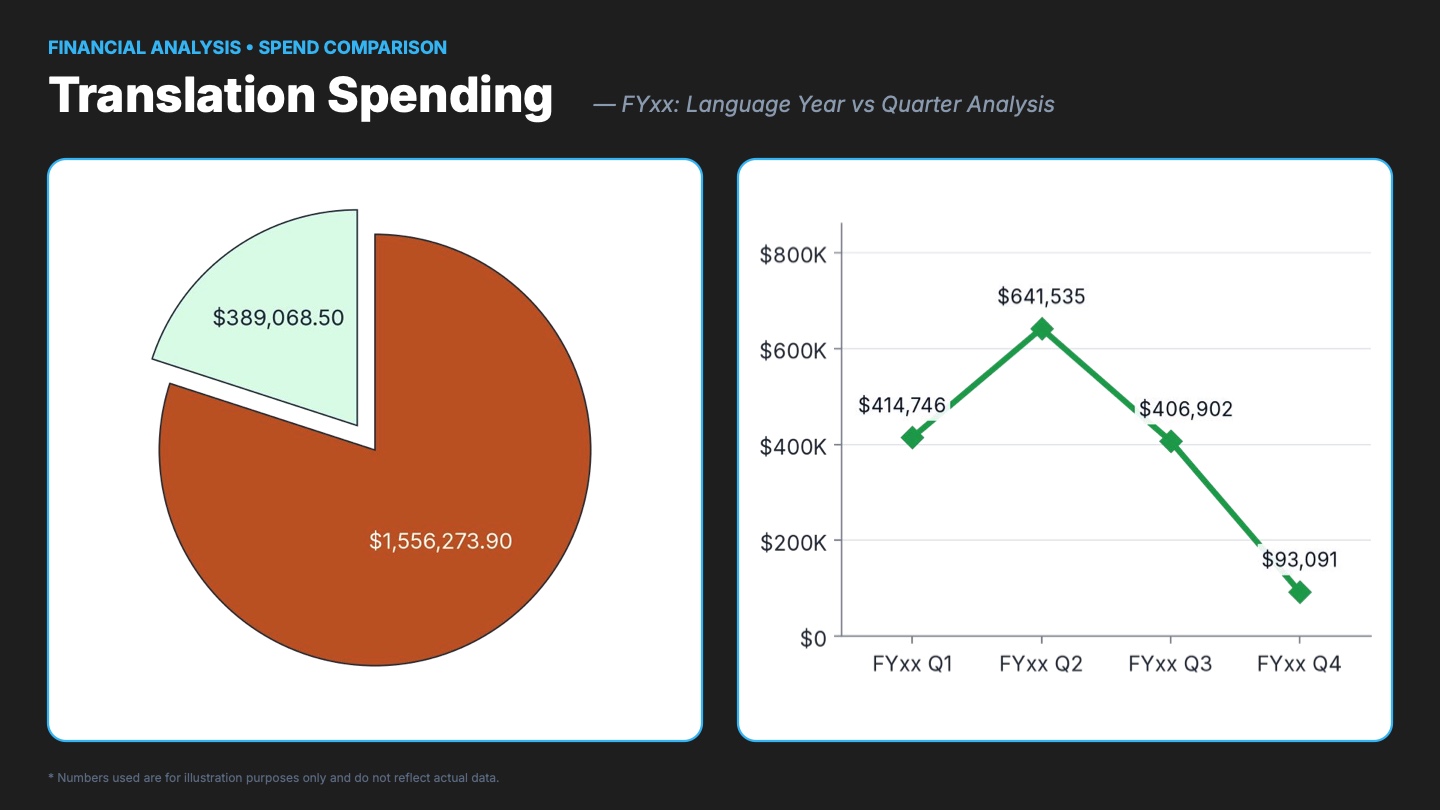 FINANCIAL ANALYSIS • SPEND COMPARISON
Translation Spending — FYxx: Language Year vs Quarter Analysis
$389,068.50
$1,556,273.90
$800K
$641,535
$600K
$414,746
$406,902
$400K
$200K
$93,091
$0
FYxx Q1 FYxx Q2 FYxx Q3 FYxx Q4
* Numbers used are for illustration purposes only and do not reflect actual data.